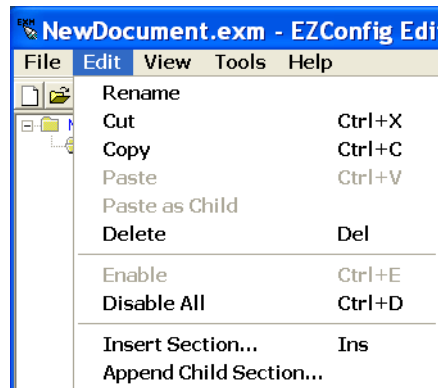 NewDocument.exm - EZConfig Edi
File Edit View Tools Help
Rename
Cut Ctrl+X
Copy Ctrl+C
Paste Ctrl+V
Paste as Child
Delete Del
Enable Ctrl+E
Disable All Ctrl+D
Insert Section... Ins
Append Child Section...